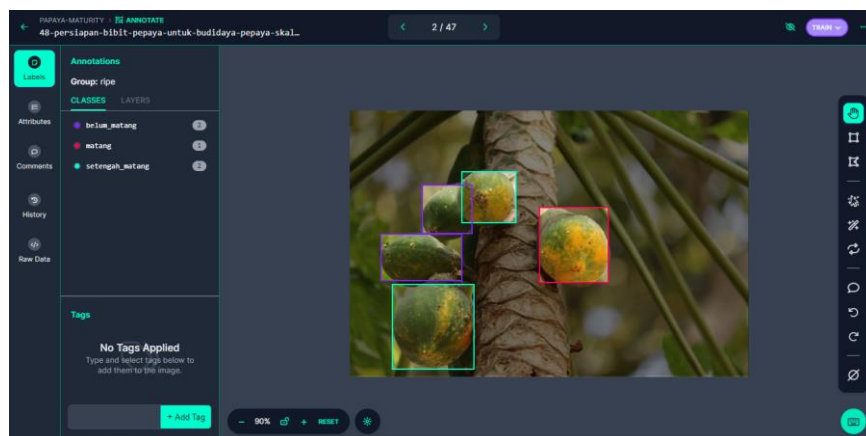 PAPAYA-MATURITY > ANNOTATE
48-persiapan-bibit-pepaya-untuk-budidaya-pepaya-skal…
2 / 47
TRAIN
Labels
Attributes
Comments
History
Raw Data
Annotations
Group: ripe
CLASSES LAYERS
belum_matang 2
matang 1
setengah_matang 2
Tags
No Tags Applied
Type and select tags below to
add them to the image.
+ Add Tag
90%
RESET